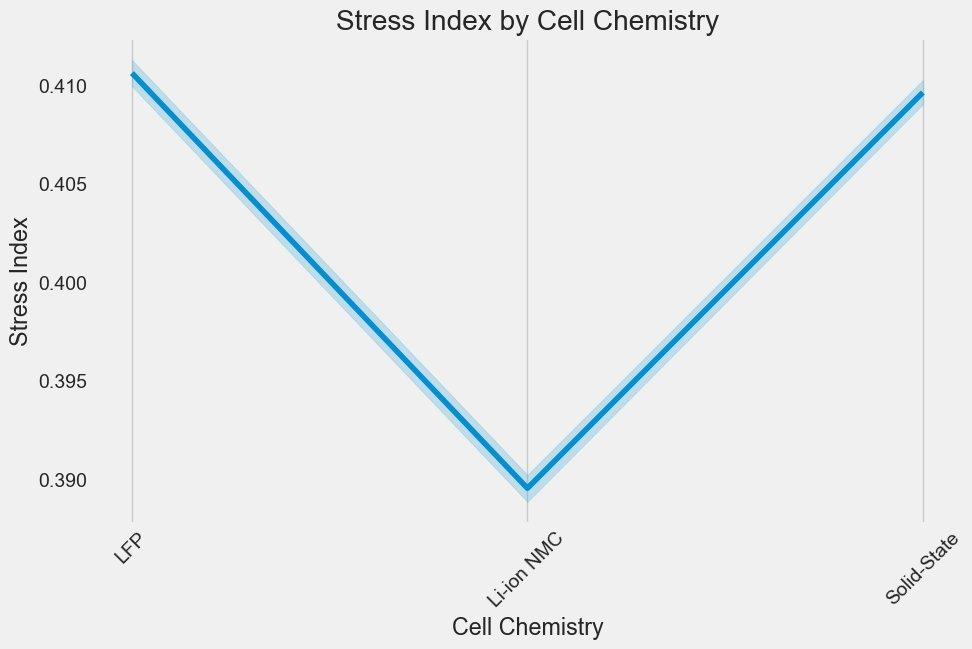 Stress Index by Cell Chemistry
Stress Index
0.410
0.405
0.400
0.395
0.390
LFP
Li-ion NMC
Solid-State
Cell Chemistry